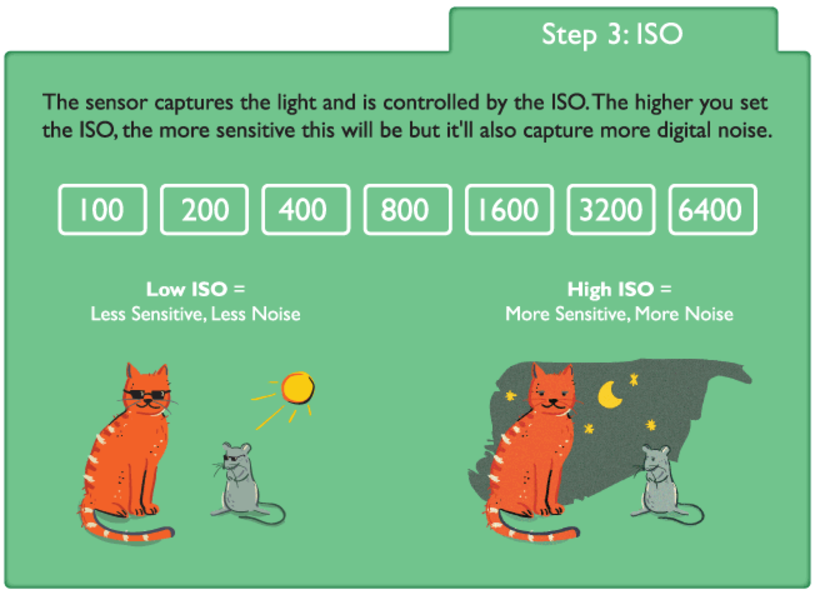 Step 3: ISO
The sensor captures the light and is controlled by the ISO. The higher you set
the ISO, the more sensitive this will be but it'll also capture more digital noise.
100 200 400 800 1600 3200 6400
Low ISO =
Less Sensitive, Less Noise
High ISO =
More Sensitive, More Noise